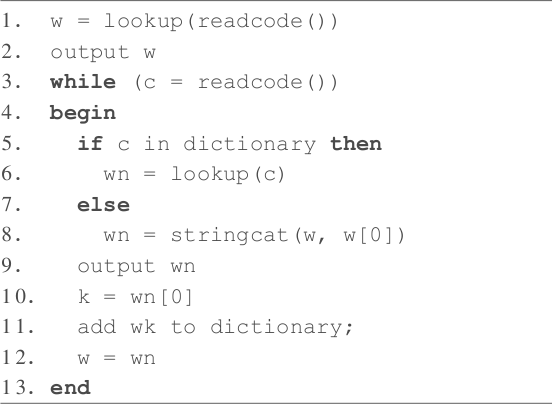 1. w = lookup(readcode())
2. output w
3. while (c = readcode())
4. begin
5. if c in dictionary then
6. wn = lookup(c)
7. else
8. wn = stringcat(w, w[0])
9. output wn
10. k = wn[0]
11. add wk to dictionary;
12. w = wn
13. end